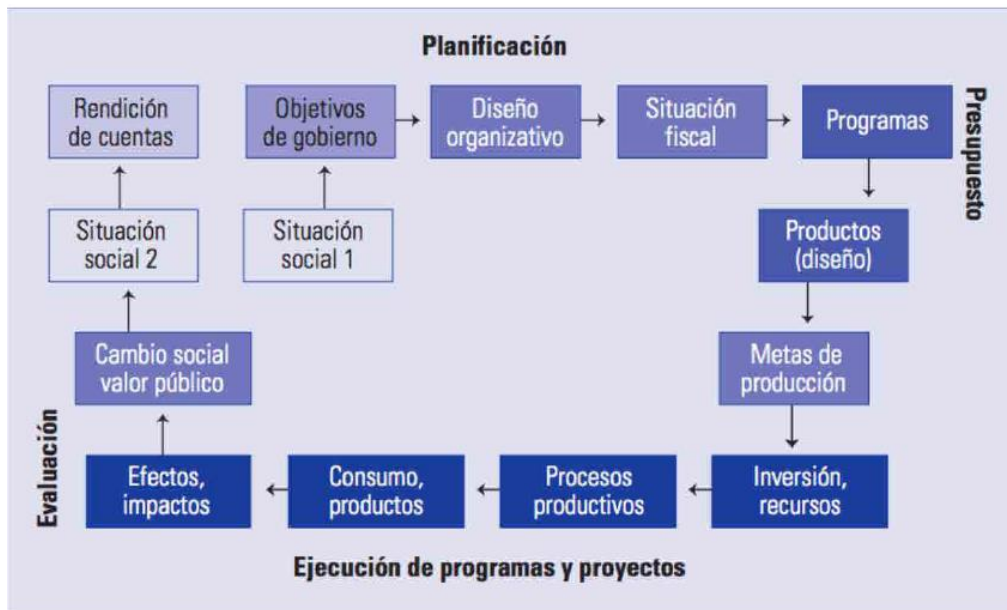 Planificación
Rendición
de cuentas
Objetivos
de gobierno
Diseño
organizativo
Situación
fiscal
Programas
Presupuesto
Situación
social 2
Situación
social 1
Productos
(diseño)
Cambio social
valor público
Metas de
producción
Evaluación
Efectos,
impactos
Consumo,
productos
Procesos
productivos
Inversión,
recursos
Ejecución de programas y proyectos